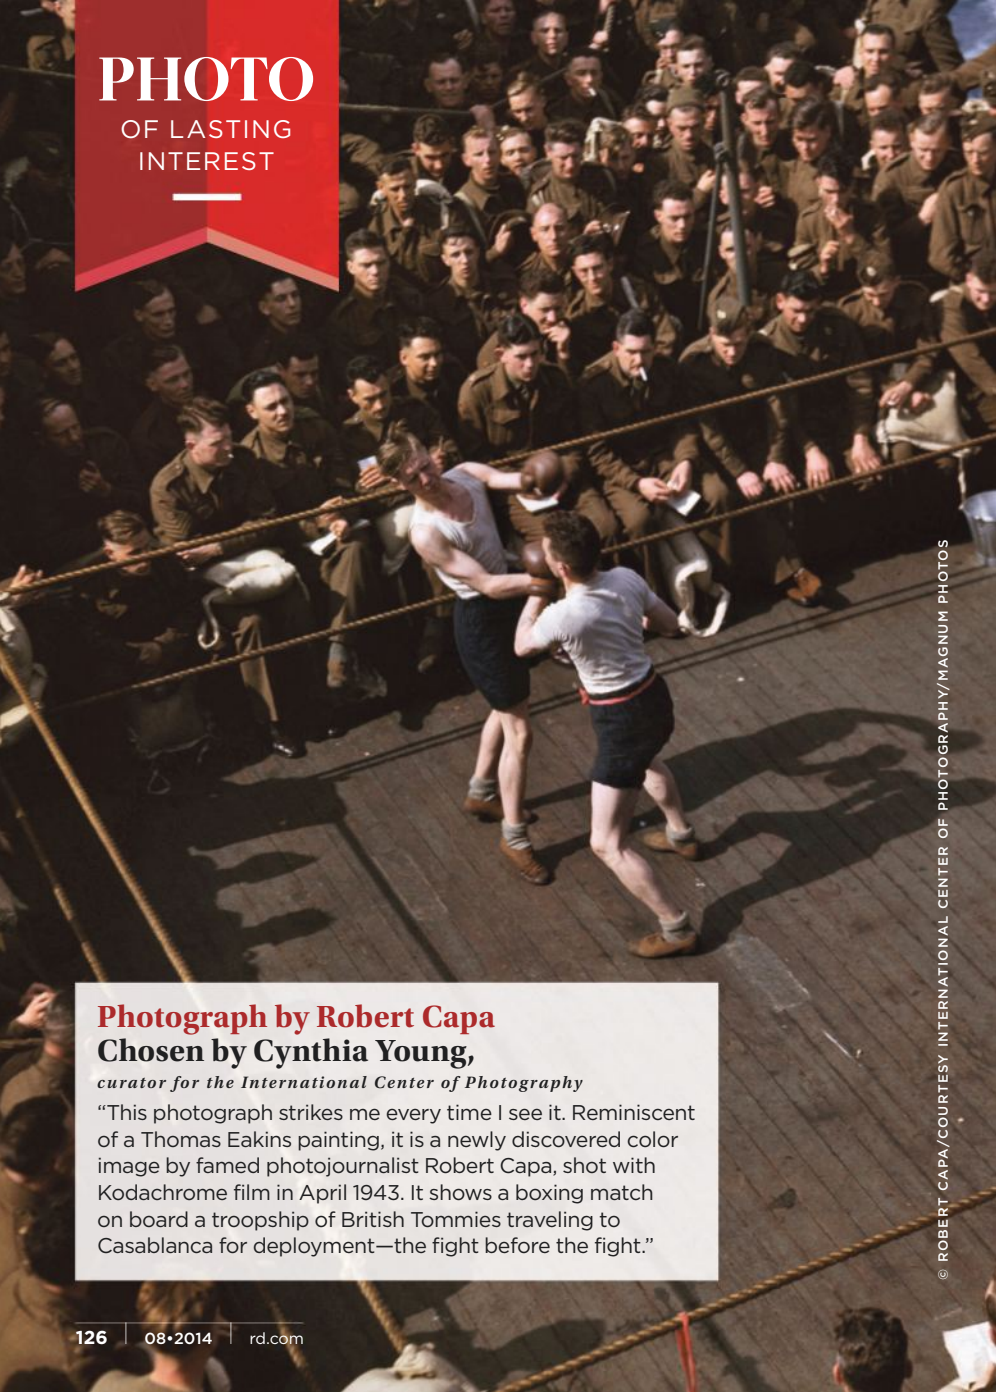 PHOTO
OF LASTING
INTEREST
Photograph by Robert Capa
Chosen by Cynthia Young,
curator for the International Center of Photography
“This photograph strikes me every time I see it. Reminiscent
of a Thomas Eakins painting, it is a newly discovered color
image by famed photojournalist Robert Capa, shot with
Kodachrome film in April 1943. It shows a boxing match
on board a troopship of British Tommies traveling to
Casablanca for deployment—the fight before the fight.”
126 08•2014 rd.com
© ROBERT CAPA/COURTESY INTERNATIONAL CENTER OF PHOTOGRAPHY/MAGNUM PHOTOS